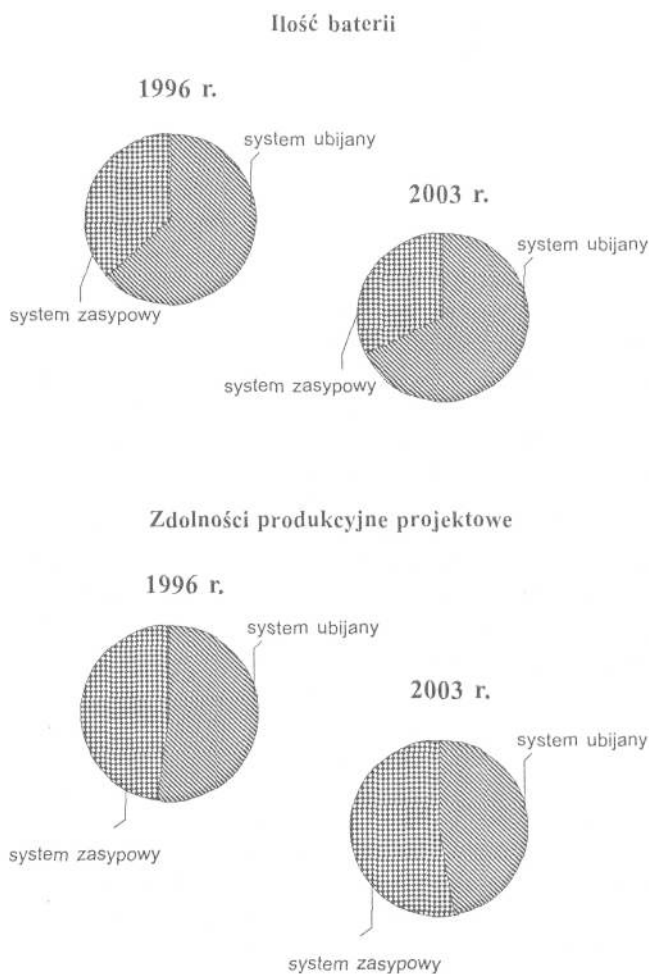 Ilość baterii
1996 r.
system ubijany
2003 r.
system ubijany
system zasypowy
system zasypowy
Zdolności produkcyjne projektowe
1996 r.
system ubijany
2003 r.
system ubijany
system zasypowy
system zasypowy